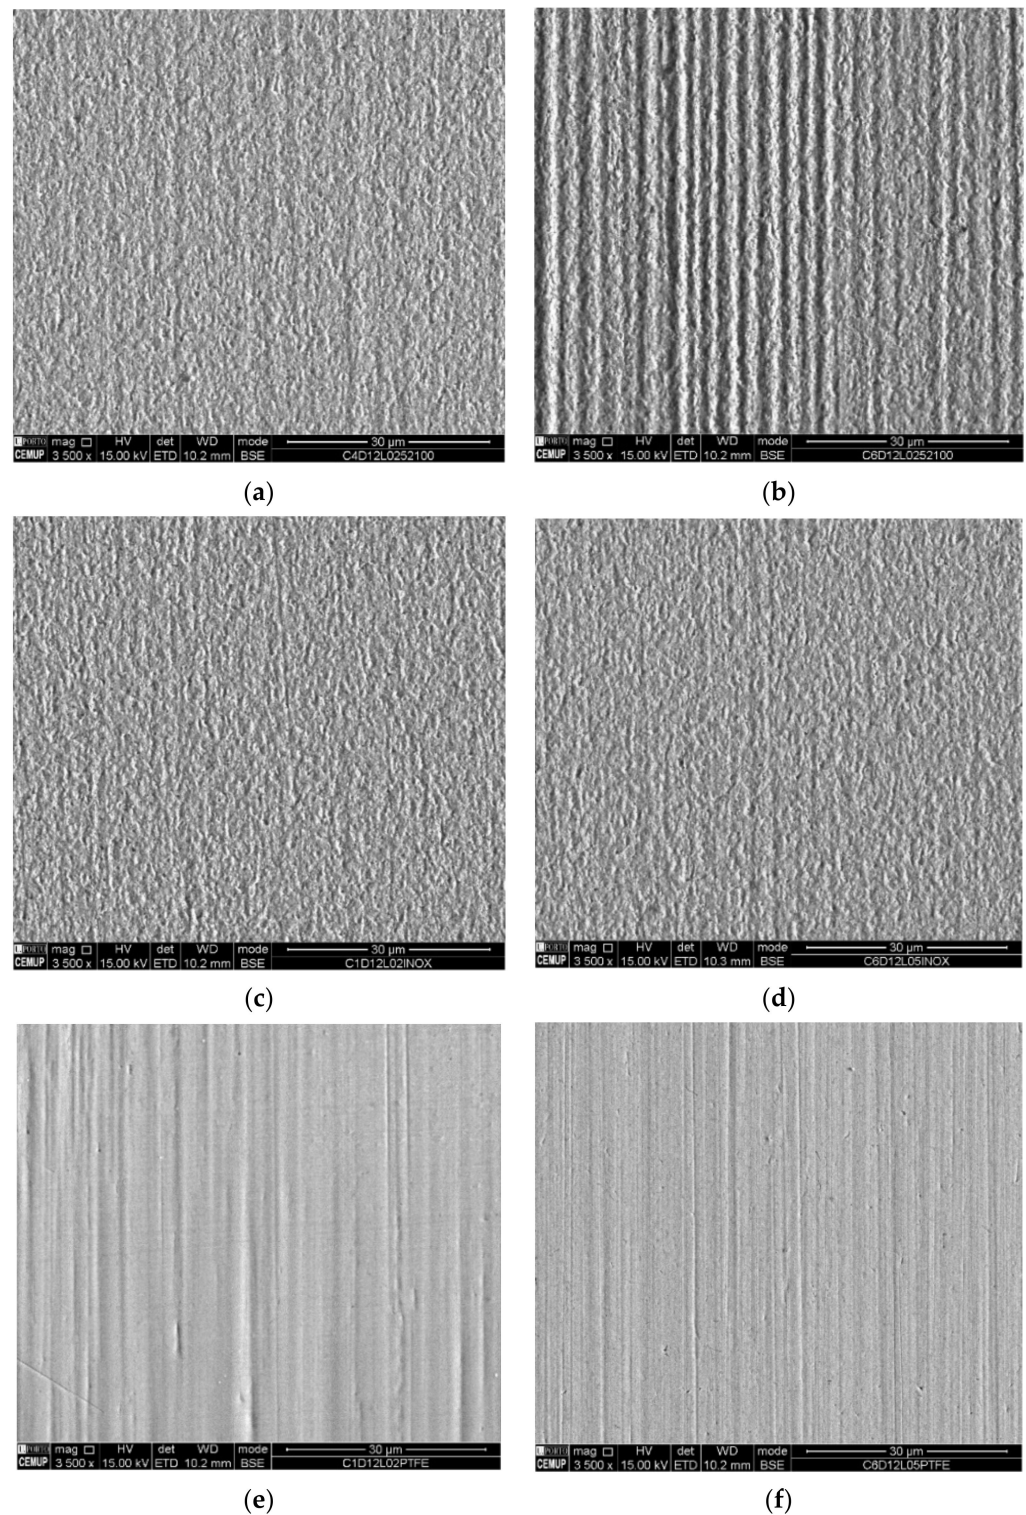 U. PORTO mag HV det WD mode 30 µm
CEMUP 3 500 x 15.00 kV ETD 10.2 mm BSE C4D12L0252100
(a)
U. PORTO mag HV det WD mode 30 µm
CEMUP 3 500 x 15.00 kV ETD 10.2 mm BSE C6D12L0252100
(b)
U. PORTO mag HV det WD mode 30 µm
CEMUP 3 500 x 15.00 kV ETD 10.2 mm BSE C1D12L02INOX
(c)
U. PORTO mag HV det WD mode 30 µm
CEMUP 3 500 x 15.00 kV ETD 10.3 mm BSE C6D12L05INOX
(d)
U. PORTO mag HV det WD mode 30 µm
CEMUP 3 500 x 15.00 kV ETD 10.2 mm BSE C1D12L02PTFE
(e)
U. PORTO mag HV det WD mode 30 µm
CEMUP 3 500 x 15.00 kV ETD 10.2 mm BSE C6D12L05PTFE
(f)